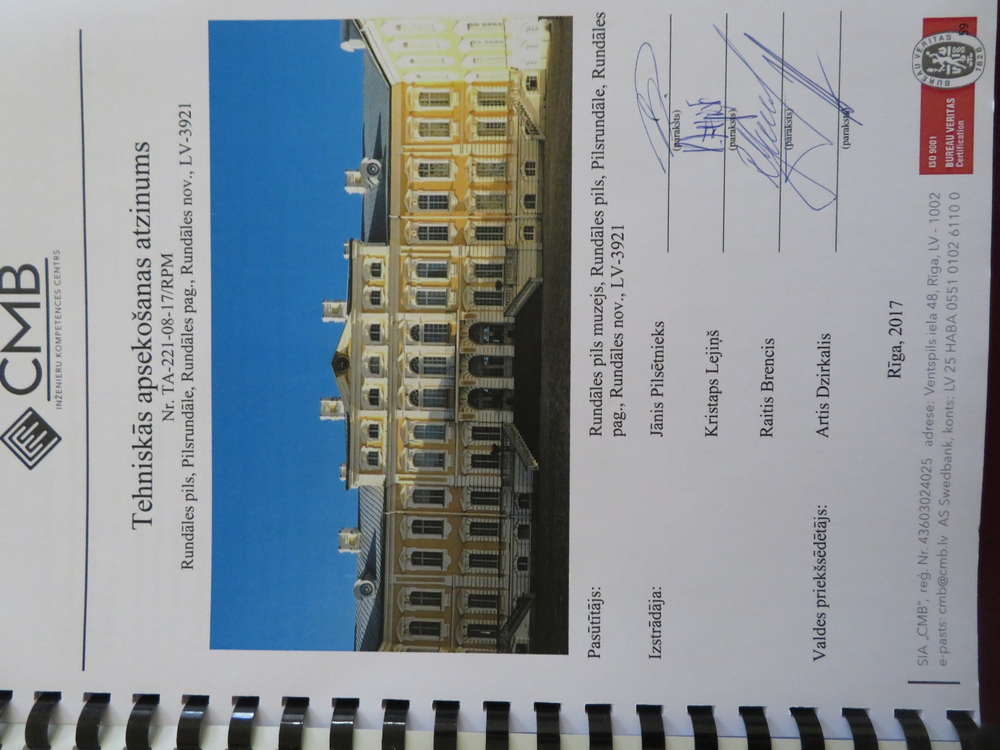 CMB
INŽENIERU KOMPETENCES CENTRS
Tehniskās apsekošanas atzinums
Nr. TA-221-08-17/RPM
Rundāles pils, Pilsrundāle, Rundāles pag., Rundāles nov., LV-3921
Pasūtītājs: Rundāles pils muzejs, Rundāles pils, Pilsrundāle, Rundāles
pag., Rundāles nov., LV-3921
Izstrādāja: Jānis Pilsētnieks
(paraksts)
Kristaps Lejiņš
(paraksts)
Raitis Brencis
(paraksts)
Valdes priekšsēdētājs: Artis Dzirkalis
(paraksts)
Rīga, 2017
SIA „CMB”, reģ. Nr. 43603024025 adrese: Ventspils iela 48, Rīga, LV - 1002
e-pasts: cmb@cmb.lv AS Swedbank, konts: LV 25 HABA 0551 0102 6110 0
ISO 9001
BUREAU VERITAS
Certification
BUREAU VERITAS
1828
59